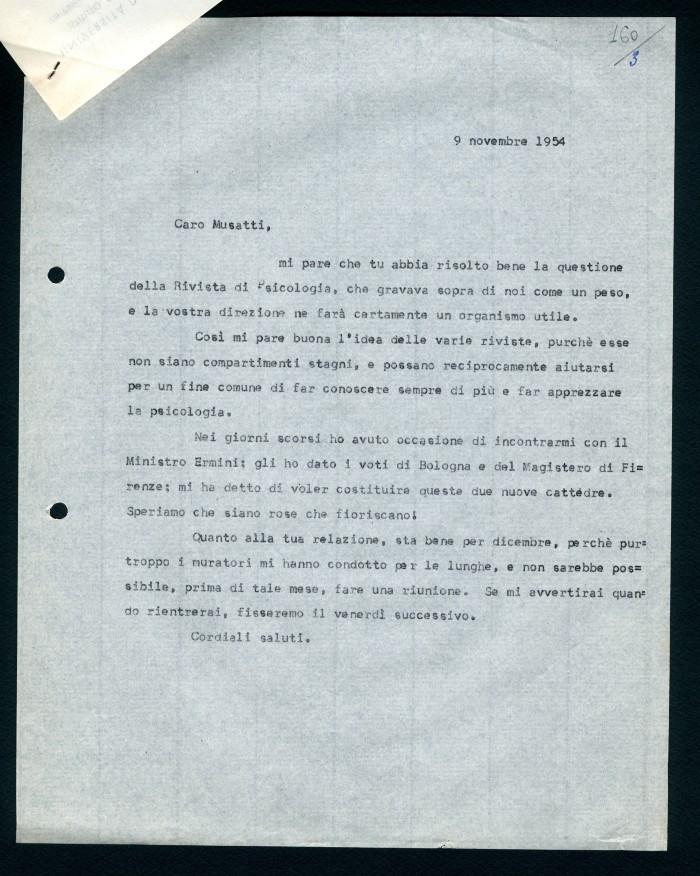 160/3
9 novembre 1954
Caro Musatti,
mi pare che tu abbia risolto bene la questione
della Rivista di Psicologia, che gravava sopra di noi come un peso,
e la vostra direzione ne farà certamente un organismo utile.
Così mi pare buona l'idea delle varie riviste, purchè esse
non siano compartimenti stagni, e possano reciprocamente aiutarsi
per un fine comune di far conoscere sempre di più e far apprezzare
la psicologia.
Nei giorni scorsi ho avuto occasione di incontrarmi con il
Ministro Ermini: gli ho dato i voti di Bologna e del Magistero di Fi=
renze; mi ha detto di voler costituire queste due nuove cattedre.
Speriamo che siano rose che fioriscano!
Quanto alla tua relazione, sta bene per dicembre, perchè pur=
troppo i muratori mi hanno condotto per le lunghe, e non sarebbe pos=
sibile, prima di tale mese, fare una riunione. Se mi avvertirai quan=
do rientrerai, fisseremo il venerdì successivo.
Cordiali saluti.